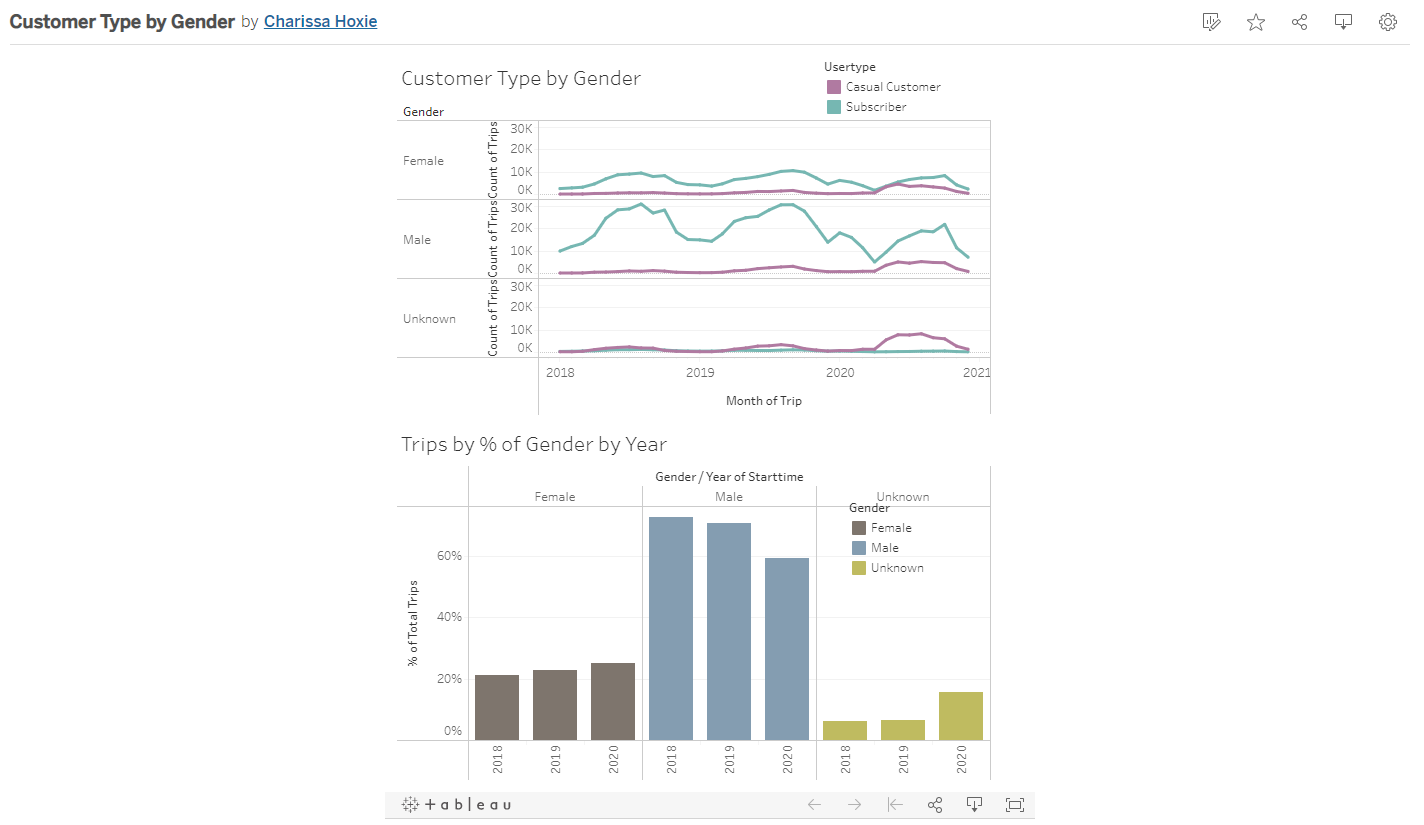 Customer Type by Gender by Charissa Hoxie
Customer Type by Gender
Usertype
Casual Customer
Subscriber
Gender
Female
Count of Trips
30K
20K
10K
0K
Male
Count of Trips
30K
20K
10K
0K
Unknown
Count of Trips
30K
20K
10K
0K
2018 2019 2020 2021
Month of Trip
Trips by % of Gender by Year
Gender / Year of Starttime
Female Male Unknown
Gender
Female
Male
Unknown
% of Total Trips
60%
40%
20%
0%
2018 2019 2020 2018 2019 2020 2018 2019 2020
+ableau